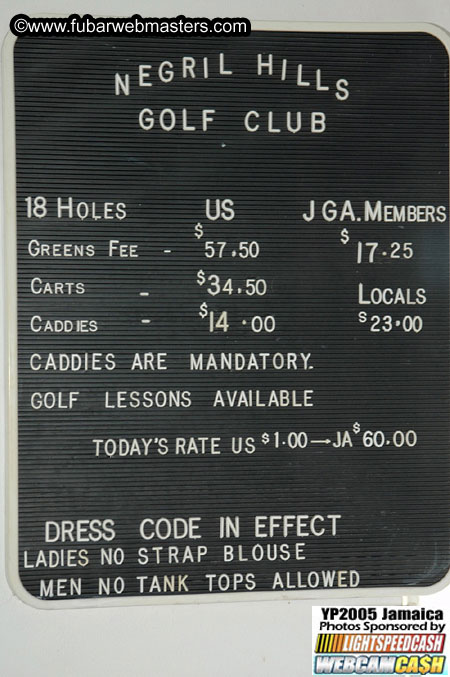 ©www.fubarwebmasters.com
NEGRIL HILLS
GOLF CLUB
18 HOLES US JGA. MEMBERS
GREENS FEE - $57.50 $17.25
CARTS - $34.50 LOCALS
CADDIES - $14.00 $23.00
CADDIES ARE MANDATORY.
GOLF LESSONS AVAILABLE
TODAY'S RATE US $1.00—JA$60.00
DRESS CODE IN EFFECT
LADIES NO STRAP BLOUSE
MEN NO TANK TOPS ALLOWED
YP2005 Jamaica
Photos Sponsored by
LIGHTSPEEDCASH
WEBCAMCA$H